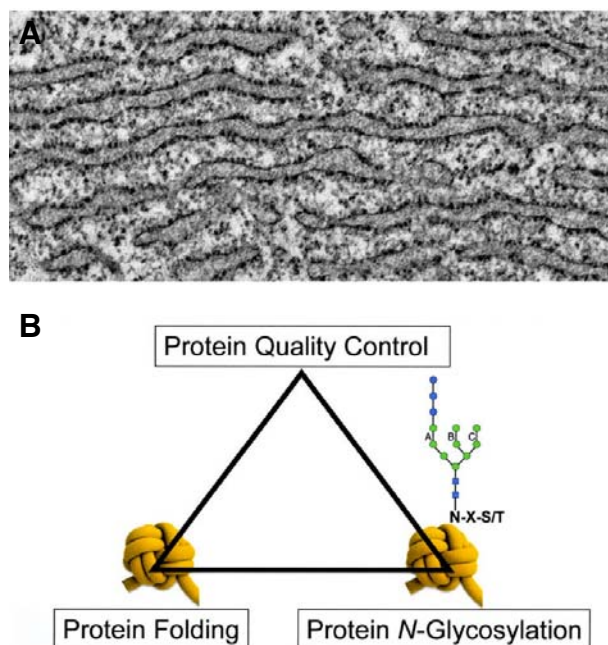 A
B
Protein Quality Control
A B C
N-X-S/T
Protein Folding
Protein N-Glycosylation